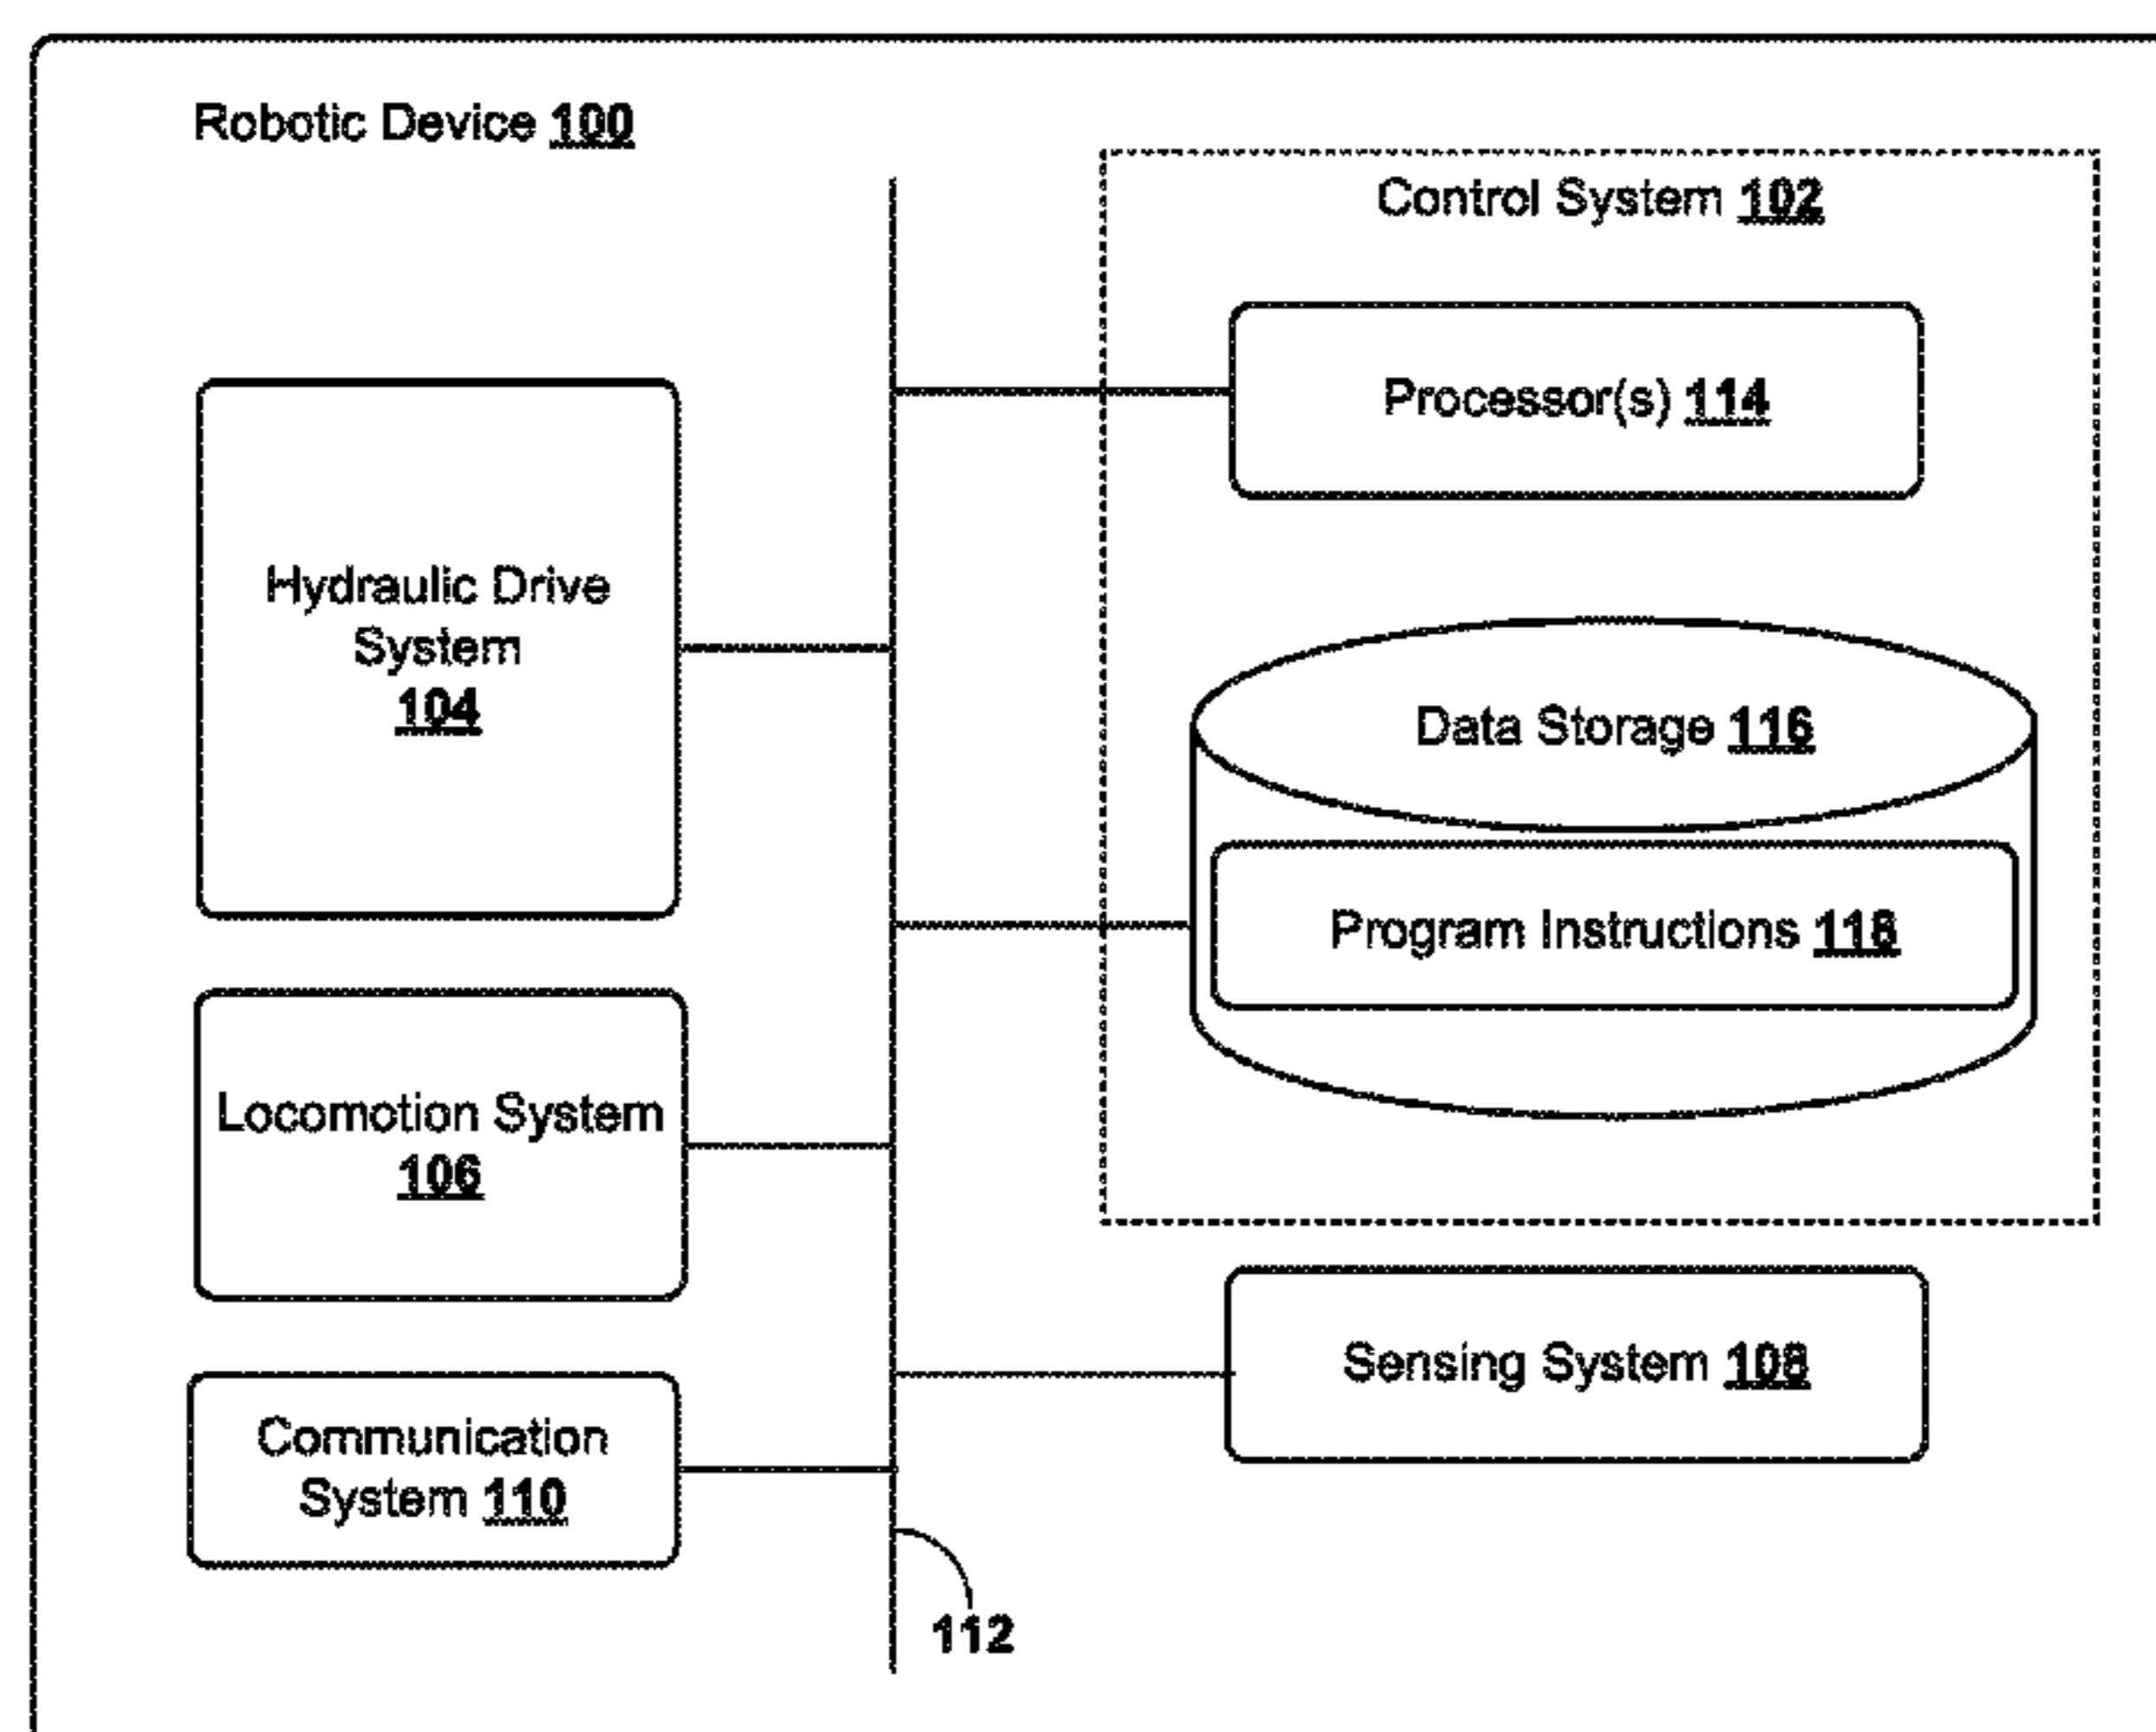 Robotic Device 100
Control System 102
Processor(s) 114
Hydraulic Drive
System
104
Data Storage 116
Program Instructions 118
Locomotion System
106
Sensing System 108
Communication
System 110
112